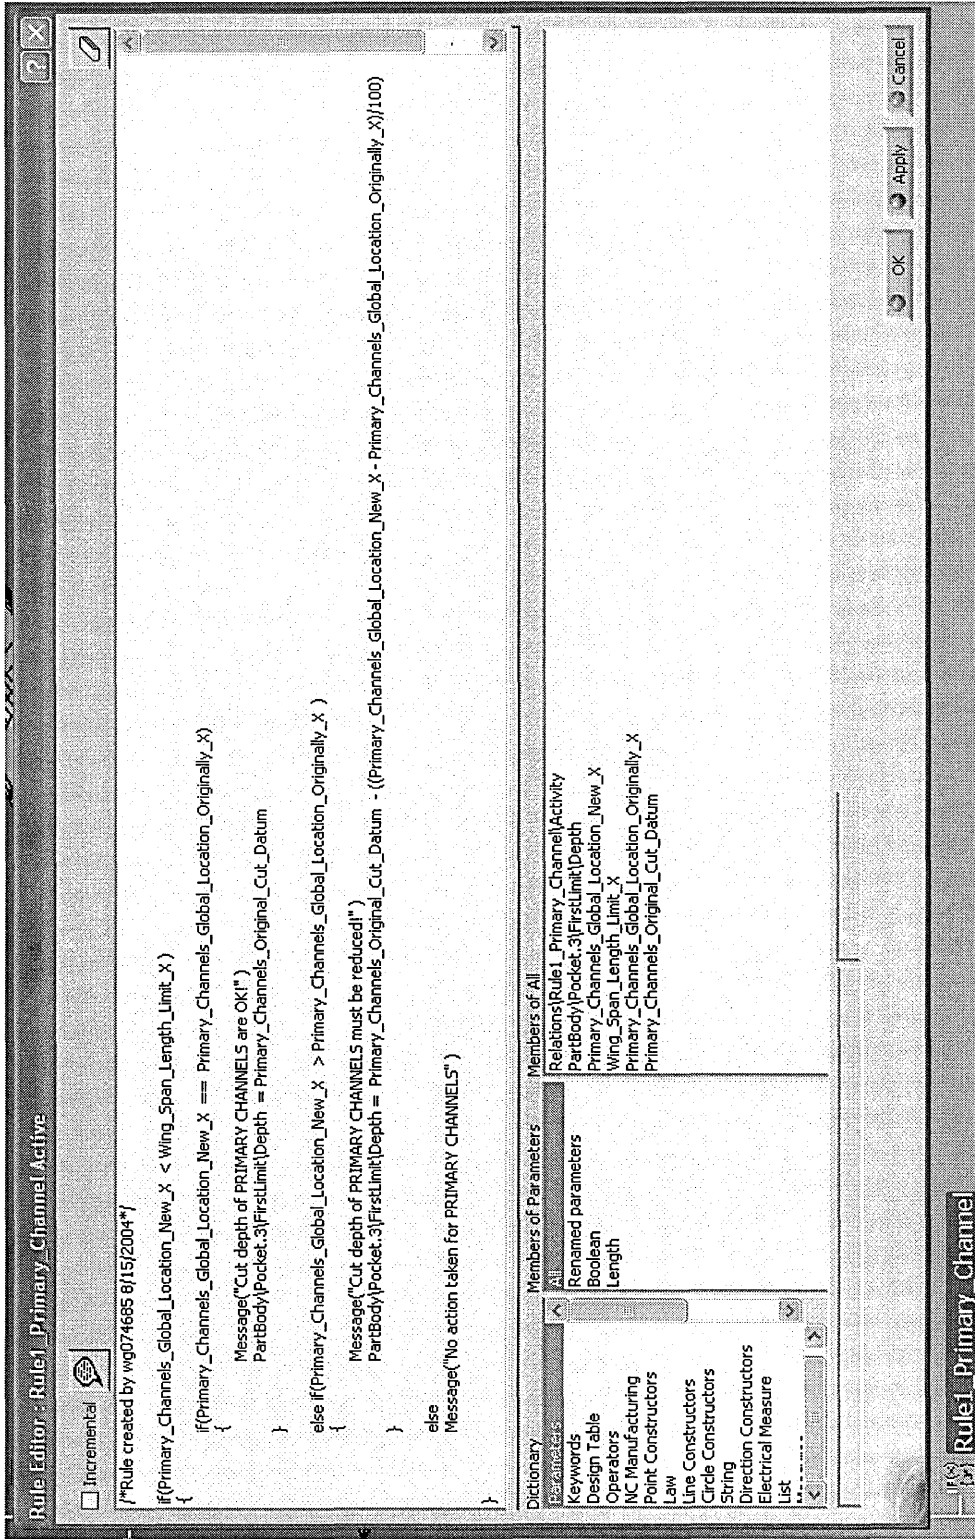 Rule Editor : Rule1_Primary_Channel Active
Incremental
/*Rule created by wg074685 8/15/2004*/
if(Primary_Channels_Global_Location_New_X < Wing_Span_Length_Limit_X )
{
if(Primary_Channels_Global_Location_New_X == Primary_Channels_Global_Location_Originally_X)
{
Message("Cut depth of PRIMARY CHANNELS are OK!" )
PartBody\Pocket.3\FirstLimit\Depth = Primary_Channels_Original_Cut_Datum
}
else if(Primary_Channels_Global_Location_New_X > Primary_Channels_Global_Location_Originally_X )
{
Message("Cut depth of PRIMARY CHANNELS must be reduced!" )
PartBody\Pocket.3\FirstLimit\Depth = Primary_Channels_Original_Cut_Datum - ((Primary_Channels_Global_Location_New_X - Primary_Channels_Global_Location_Originally_X)/100)
}
else
Message("No action taken for PRIMARY CHANNELS" )
}
Dictionary
Parameters
Keywords
Design Table
Operators
NC Manufacturing
Point Constructors
Law
Line Constructors
Circle Constructors
String
Direction Constructors
Electrical Measure
List
Members of Parameters
All
Renamed parameters
Boolean
Length
Members of All
Relations\Rule1_Primary_Channel\Activity
PartBody\Pocket.3\FirstLimit\Depth
Primary_Channels_Global_Location_New_X
Wing_Span_Length_Limit_X
Primary_Channels_Global_Location_Originally_X
Primary_Channels_Original_Cut_Datum
OK
Apply
Cancel
Rule1_Primary_Channel